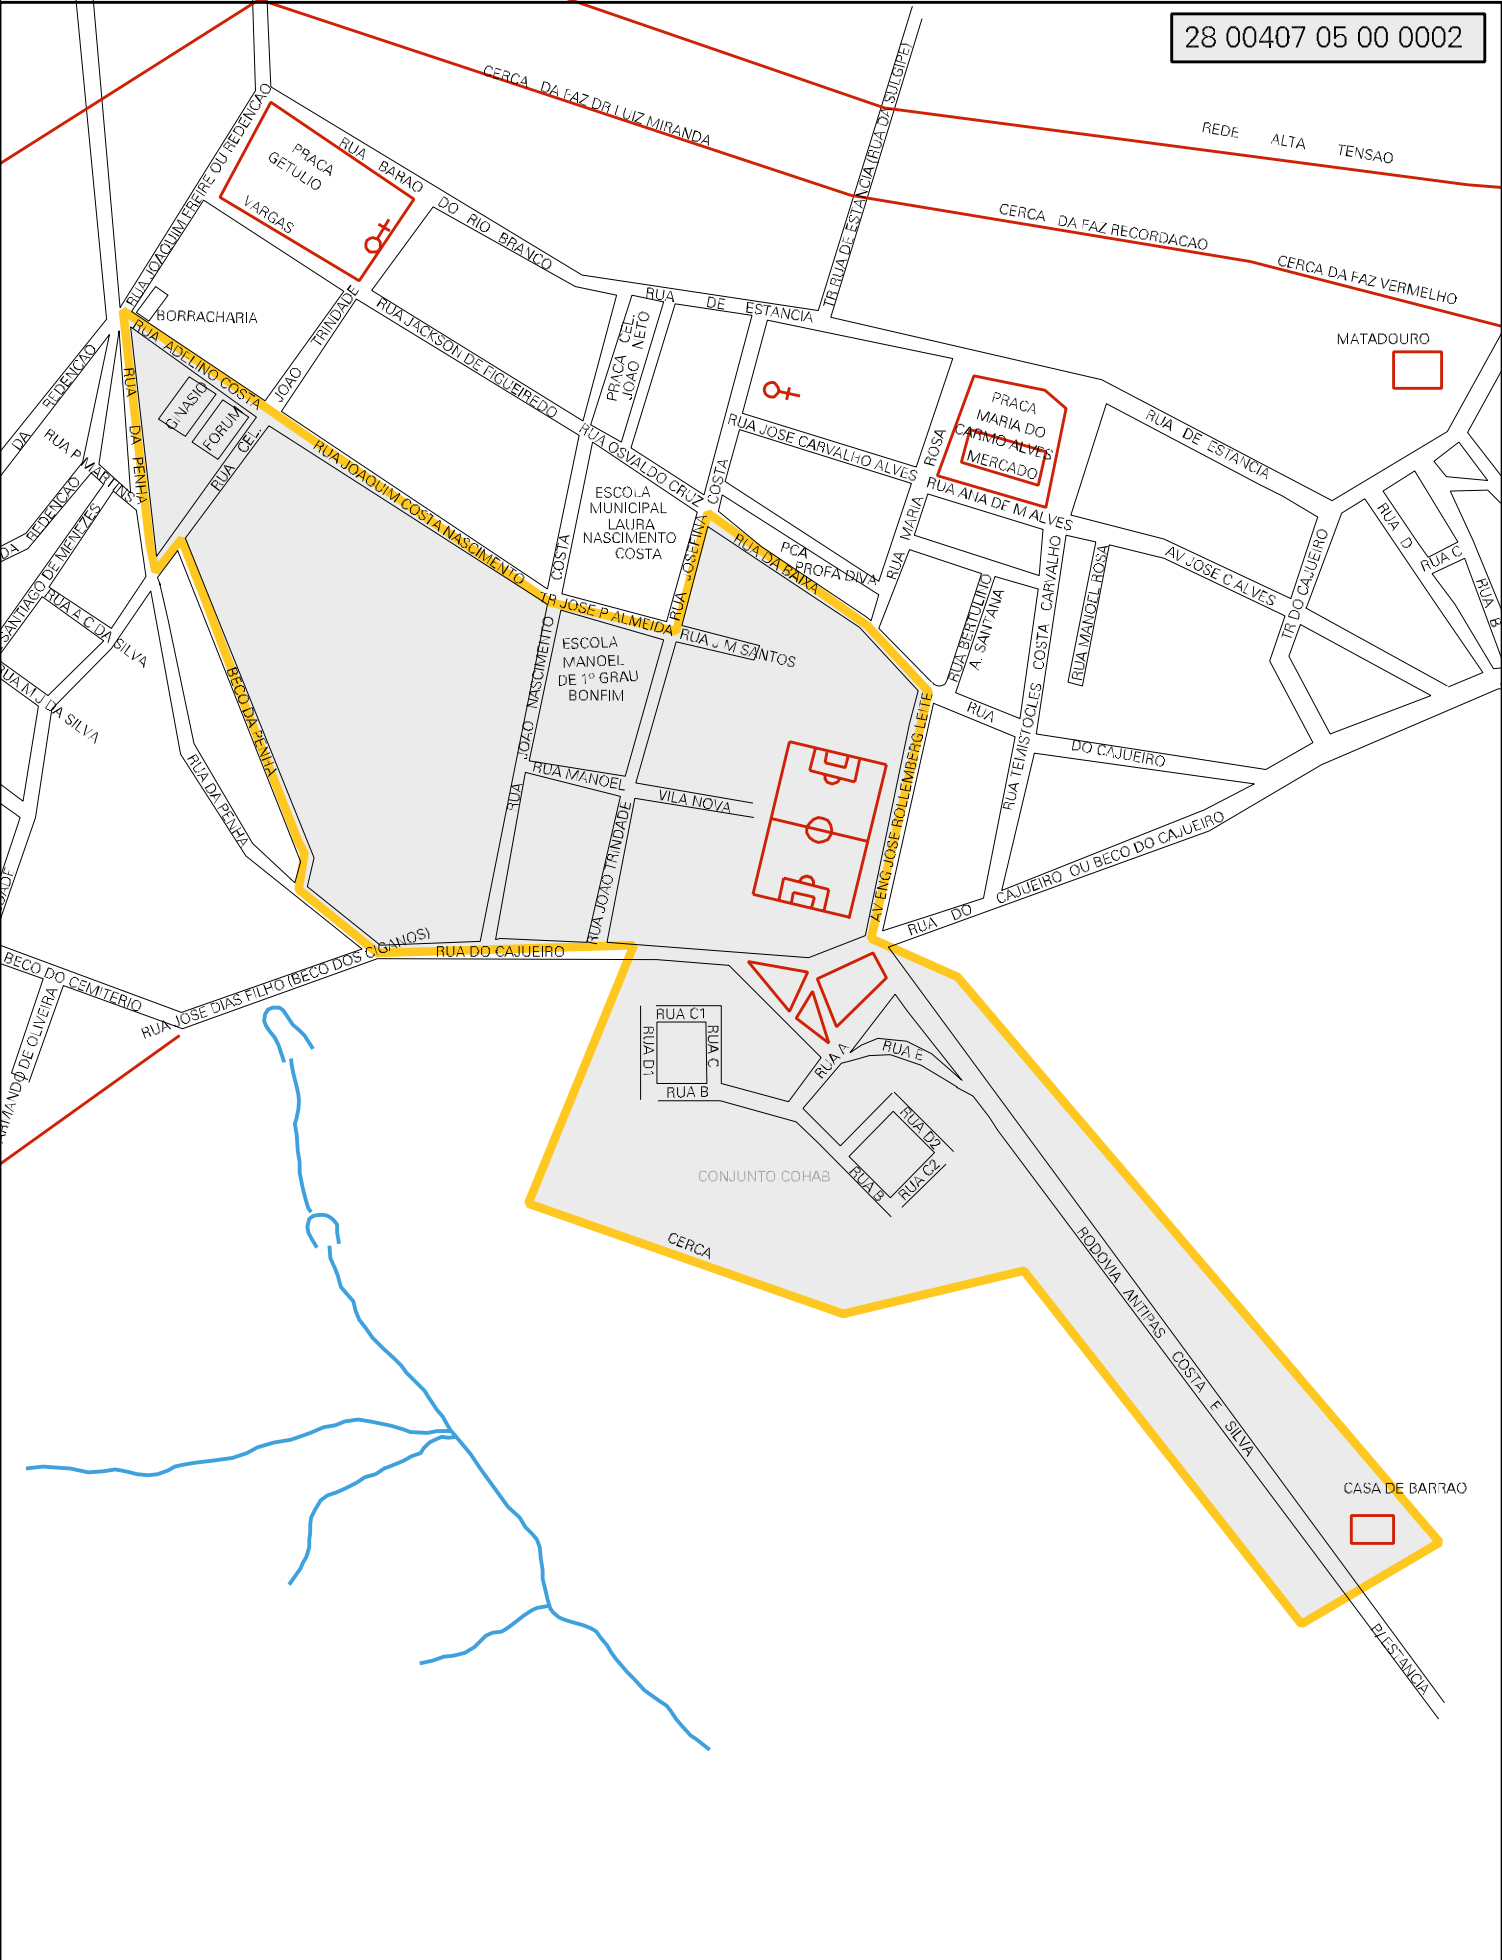 28 00407 05 00 0002
CERCA DA FAZ DR LUIZ MIRANDA
REDE ALTA TENSAO
CERCA DA FAZ RECORDACAO
CERCA DA FAZ VERMELHO
MATADOURO
TR RUA DE ESTANCIA (RUA DA SULGIPE)
RUA JOAQUIM FREIRE OU REDENCAO
PRACA
GETULIO
VARGAS
RUA BARAO DO RIO BRANCO
BORRACHARIA
RUA DE ESTANCIA
RUA JACKSON DE FIGUEIREDO
PRACA CEL.
JOAO NETO
RUA ADELINO COSTA
GINASIO
FORUM
RUA CEL. JOAO TRINDADE
RUA DA PENHA
DA REDENCAO
RUA P MARTINS
DA REDENCAO
SANTIAGO DE MENEZES
RUA A C DA SILVA
RUA M J DA SILVA
RUA JOAQUIM COSTA NASCIMENTO
RUA OSVALDO CRUZ
ESCOLA
MUNICIPAL
LAURA
NASCIMENTO
COSTA
RUA JOSE CARVALHO ALVES
PRACA
MARIA DO
CARMO ALVES
MERCADO
RUA DE ESTANCIA
RUA ANA DE M ALVES
RUA MARIA ROSA
RUA JOSEFINA COSTA
RUA DA BAIXA
PCA
PROFA DIVA
TR JOSE P ALMEIDA
RUA J M SANTOS
ESCOLA
MANOEL
DE 1º GRAU
BONFIM
RUA JOAO NASCIMENTO COSTA
RUA BERTULINO
A. SANTANA
RUA TEMISTOCLES COSTA CARVALHO
RUA MANOEL ROSA
AV JOSE C ALVES
TR DO CAJUEIRO
RUA D
RUA C
RUA B
RUA DO CAJUEIRO
BECO DA PENHA
RUA DA PENHA
RUA MANOEL VILA NOVA
RUA JOAO TRINDADE
AV ENG JOSE ROLLEMBERG LEITE
RUA DO CAJUEIRO OU BECO DO CAJUEIRO
RUA DO CAJUEIRO
BECO DO CEMITERIO
RUA JOSE DIAS FILHO (BECO DOS CIGANOS)
ARMANDO DE OLIVEIRA
RUA C1
RUA D1
RUA C
RUA B
RUA A
RUA E
RUA D2
RUA C2
RUA B
CONJUNTO COHAB
CERCA
RODOVIA ANTIPAS COSTA E SILVA
CASA DE BARRAO
P/ ESTANCIA